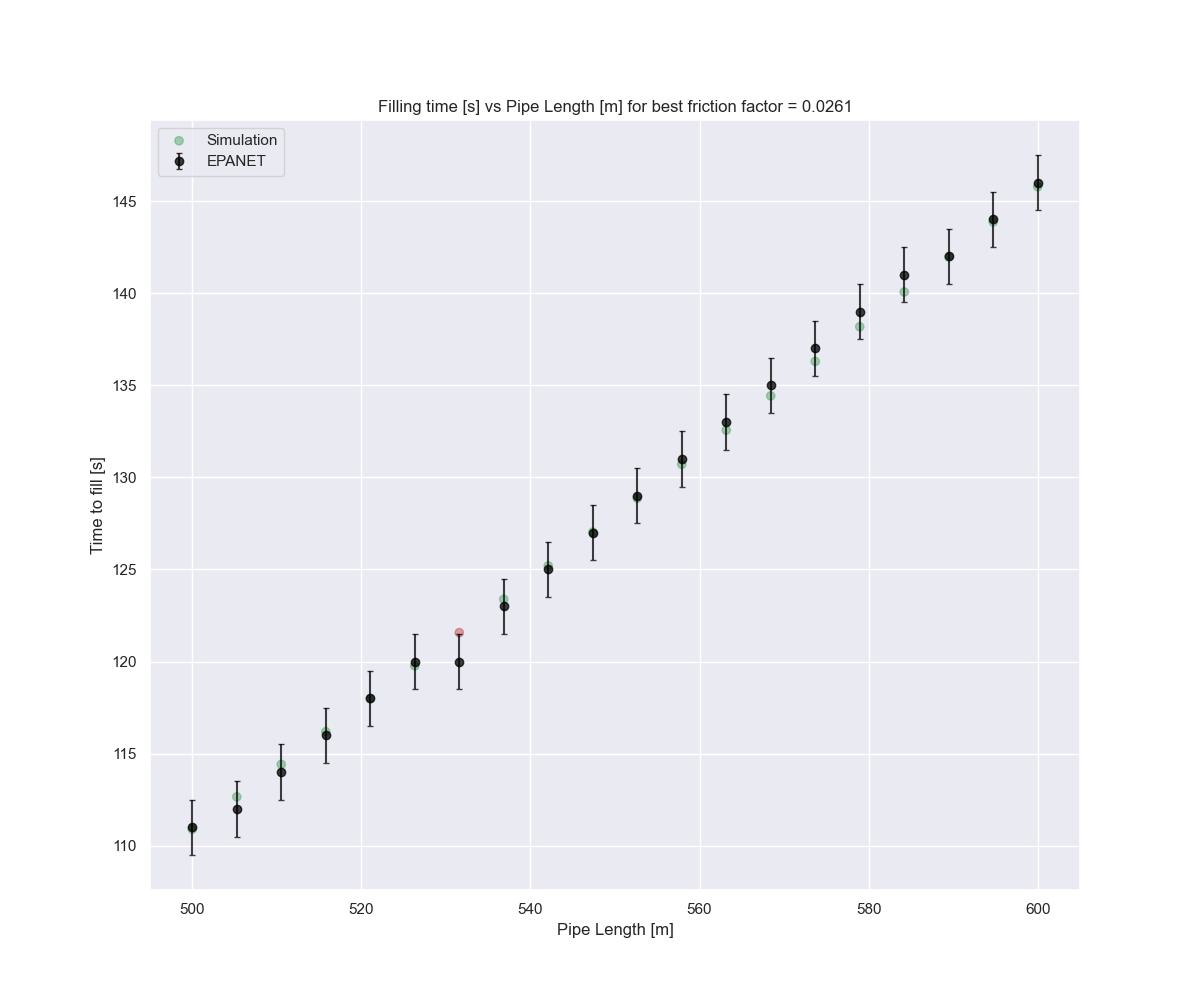 Filling time [s] vs Pipe Length [m] for best friction factor = 0.0261
Simulation
EPANET
145
140
135
130
125
120
115
110
Time to fill [s]
500 520 540 560 580 600
Pipe Length [m]